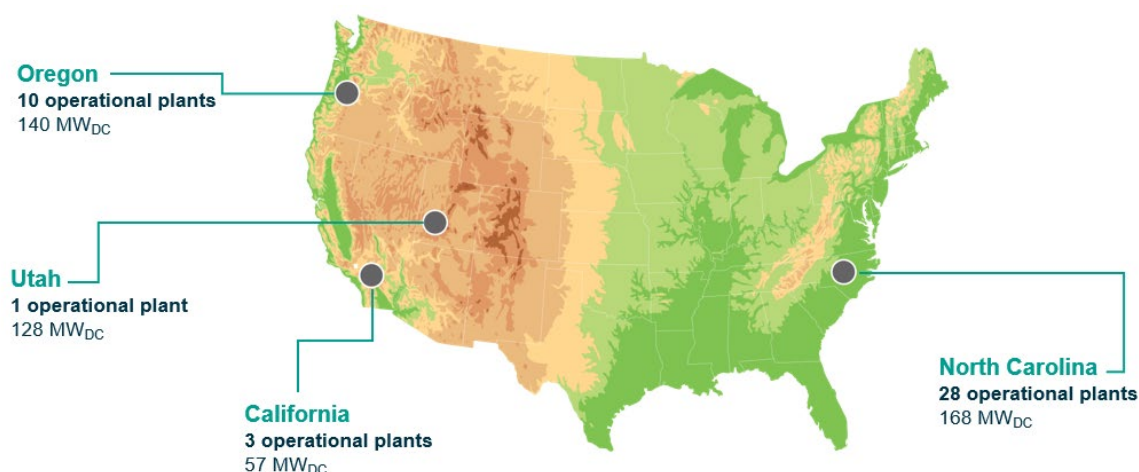 Oregon
10 operational plants
140 MWDC
Utah
1 operational plant
128 MWDC
California
3 operational plants
57 MWDC
North Carolina
28 operational plants
168 MWDC